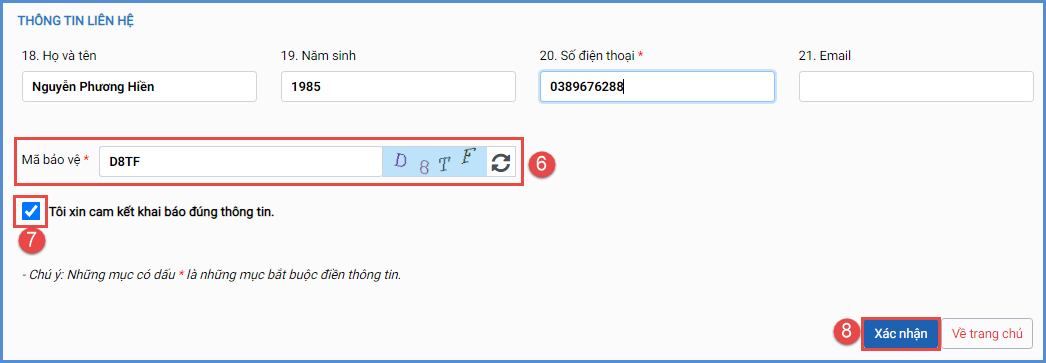 THÔNG TIN LIÊN HỆ
18. Họ và tên 19. Năm sinh 20. Số điện thoại * 21. Email
Nguyễn Phương Hiền 1985 0389676288
Mã bảo vệ * D8TF D8TF 6
Tôi xin cam kết khai báo đúng thông tin.
7
- Chú ý: Những mục có dấu * là những mục bắt buộc điền thông tin.
8 Xác nhận Về trang chủ